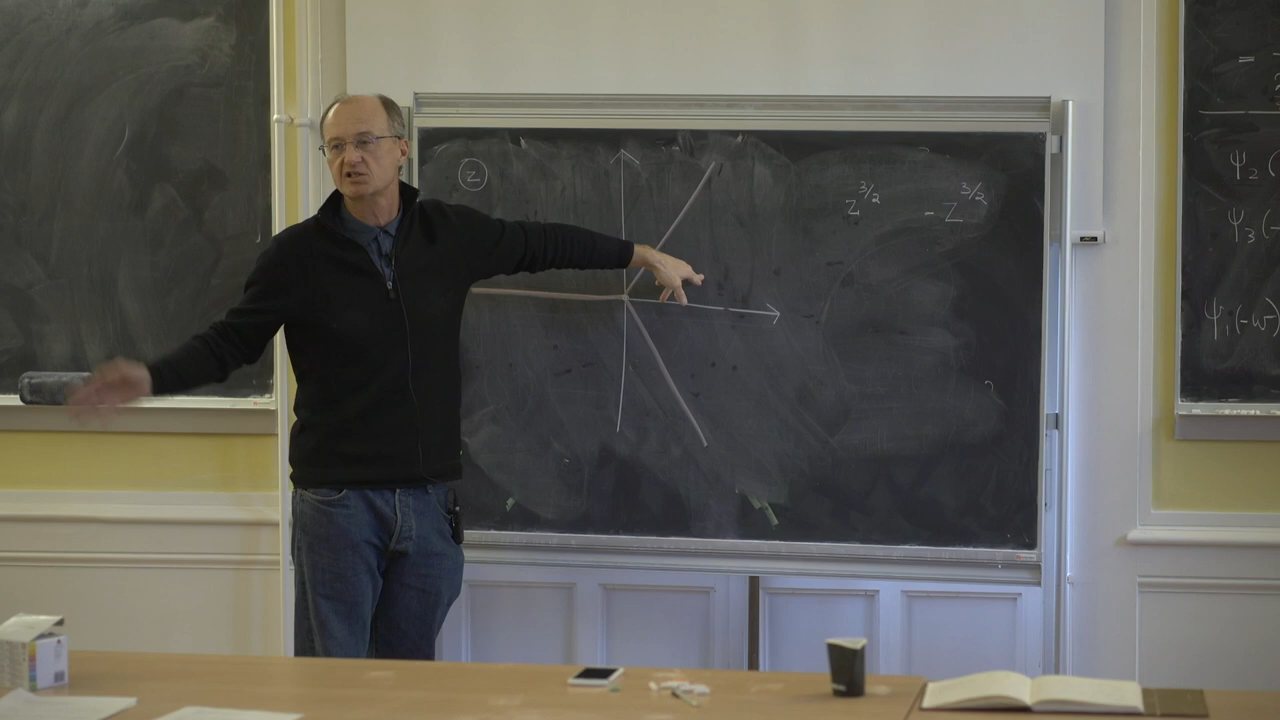 z
z^{3/2}   - z^{3/2}
=
ψ₂(
ψ₃(-
ψ₁(-ω